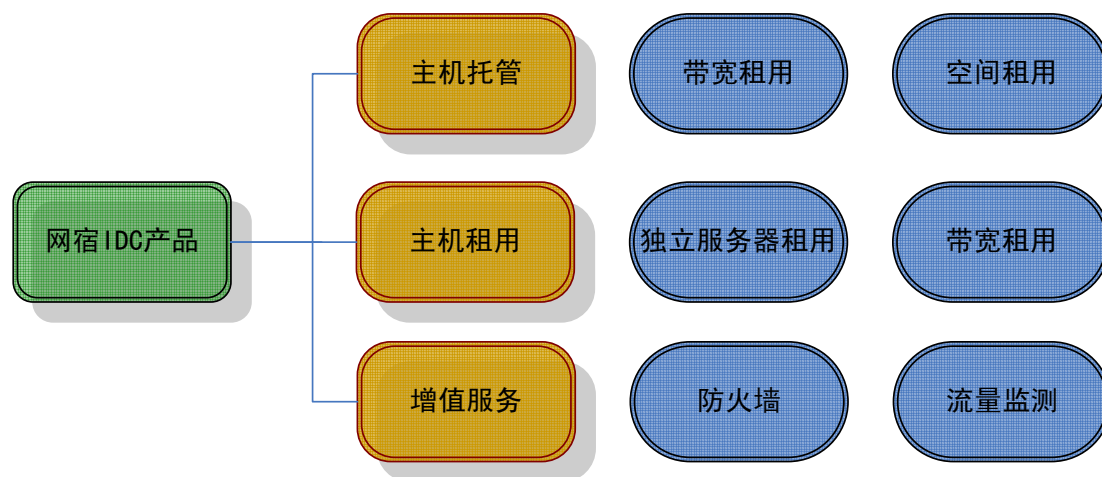 主机托管
带宽租用
空间租用
网宿IDC产品
主机租用
独立服务器租用
带宽租用
增值服务
防火墙
流量监测